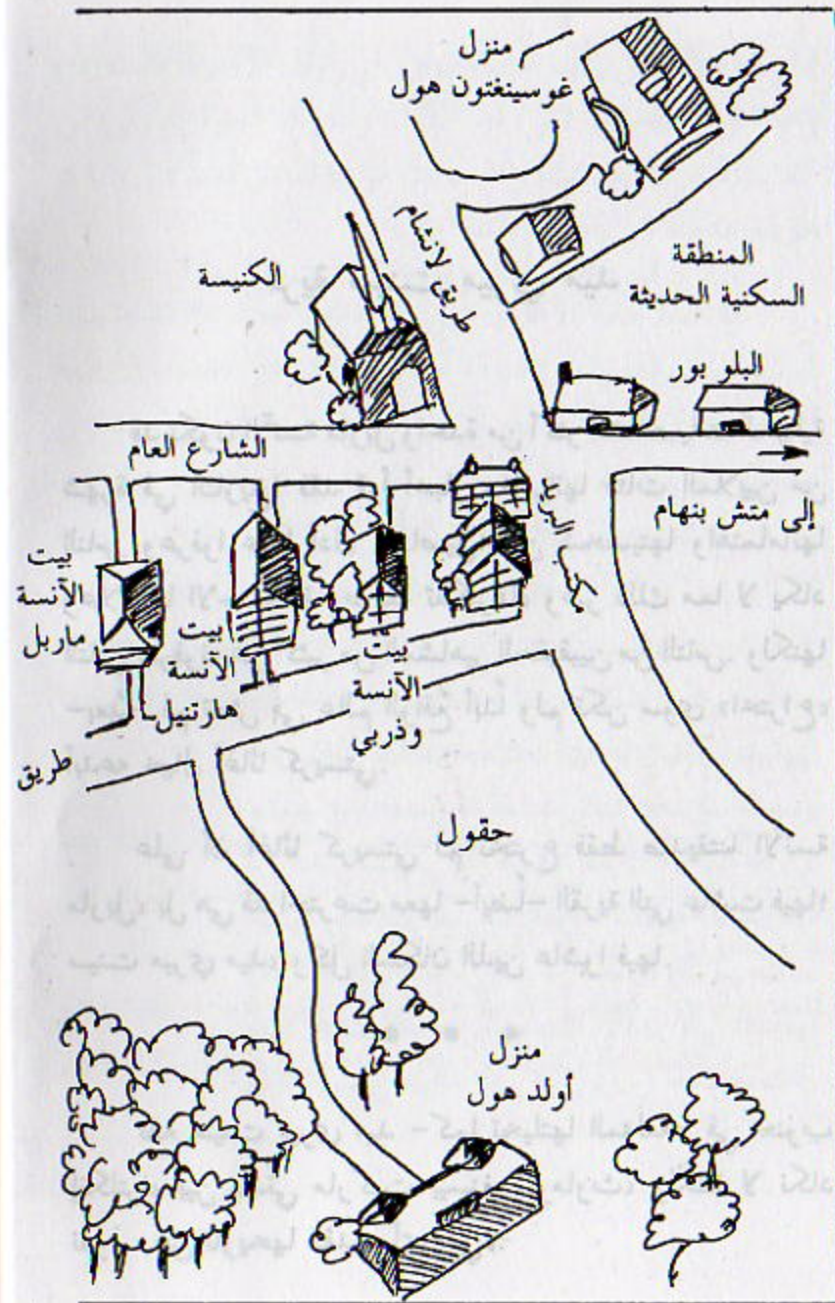 منزل
غوسينغتون هول
طريق لانشام
الكنيسة
المنطقة
السكنية الحديثة
البلو بور
الشارع العام
إلى متش بنهام
بيت
الآنسة
ماربل
بيت
الآنسة
هارتنيل
بيت
الآنسة
وذربي
طريق
حقول
منزل
أولد هول